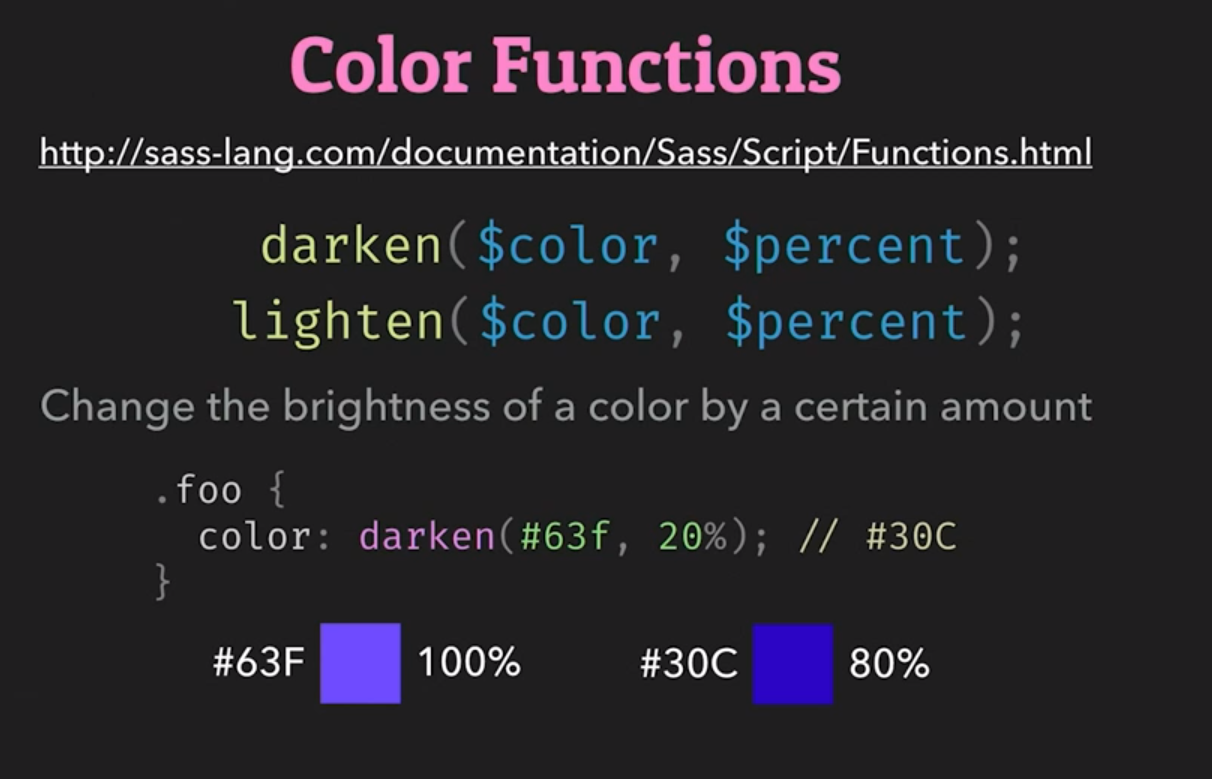 Color Functions
http://sass-lang.com/documentation/Sass/Script/Functions.html
darken($color, $percent);
lighten($color, $percent);
Change the brightness of a color by a certain amount
.foo {
  color: darken(#63f, 20%); // #30C
}
#63F 100% #30C 80%